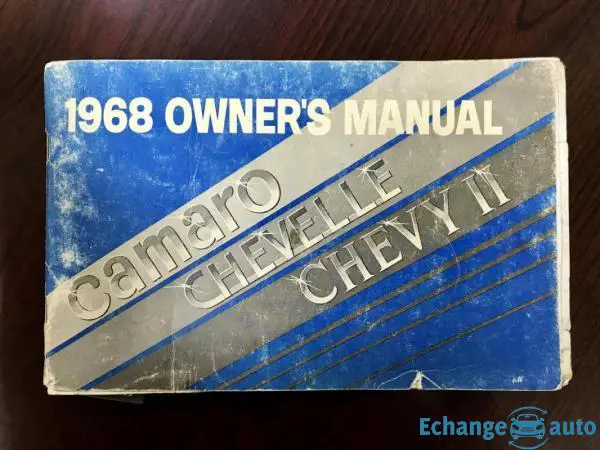 1968 OWNER'S MANUAL
camaro
CHEVELLE
CHEVY II
Echange auto